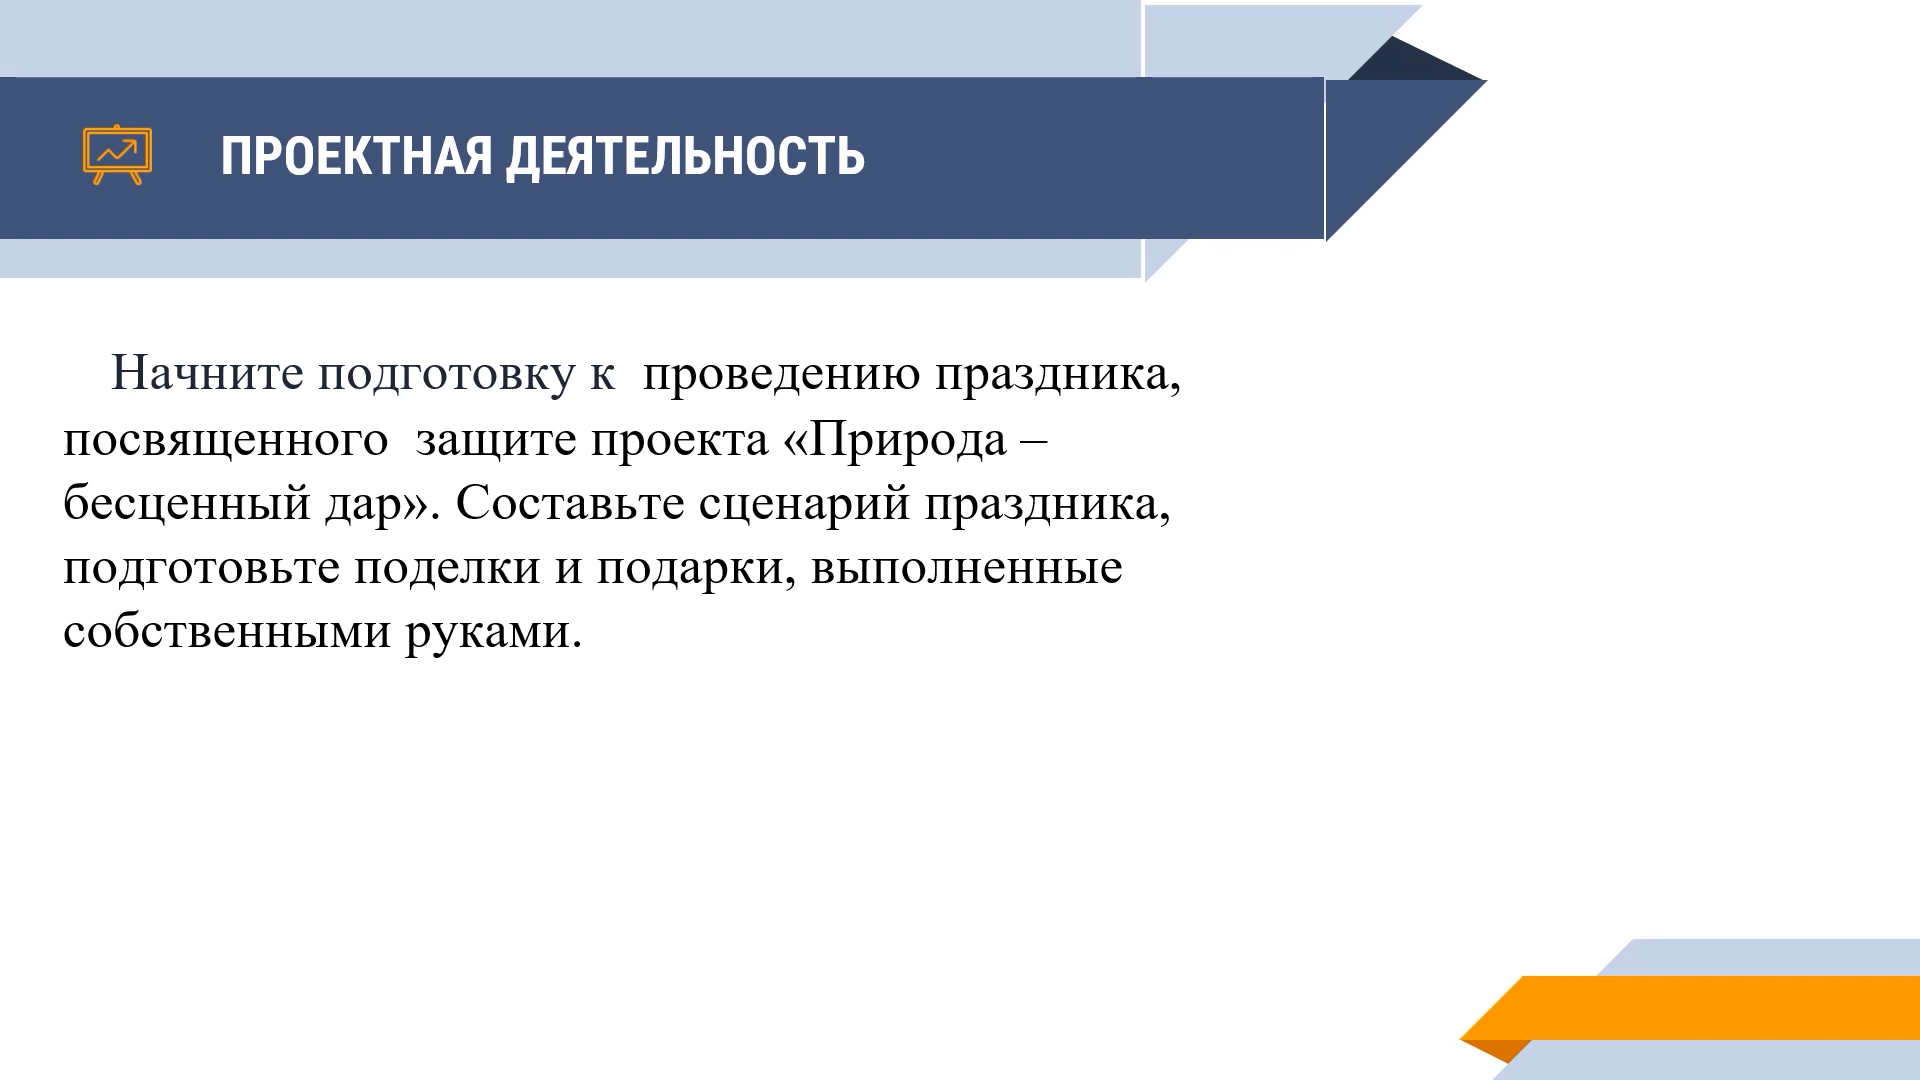 ПРОЕКТНАЯ ДЕЯТЕЛЬНОСТЬ
Начните подготовку к  проведению праздника,
посвященного  защите проекта «Природа –
бесценный дар». Составьте сценарий праздника,
подготовьте поделки и подарки, выполненные
собственными руками.